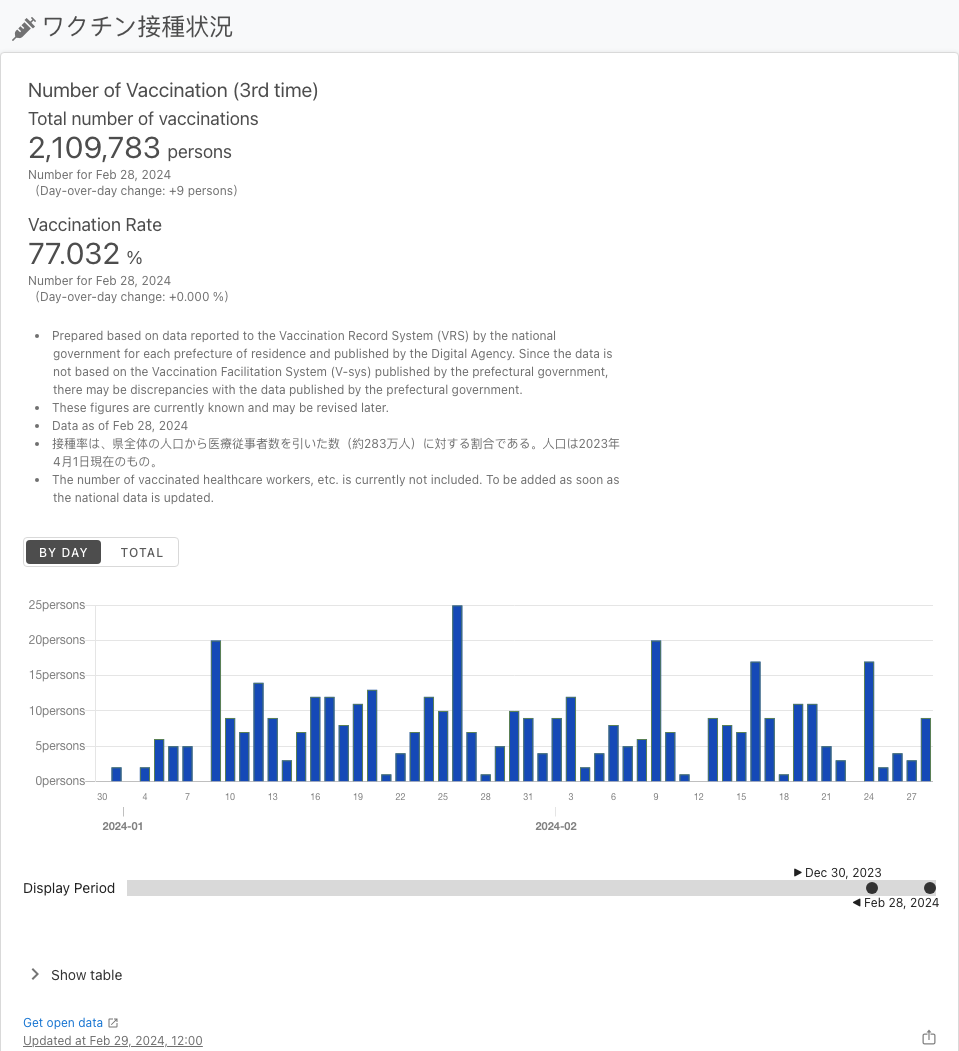 ワクチン接種状況
Number of Vaccination (3rd time)
Total number of vaccinations
2,109,783 persons
Number for Feb 28, 2024
（Day-over-day change: +9 persons）
Vaccination Rate
77.032 %
Number for Feb 28, 2024
（Day-over-day change: +0.000 %）
• Prepared based on data reported to the Vaccination Record System (VRS) by the national
government for each prefecture of residence and published by the Digital Agency. Since the data is
not based on the Vaccination Facilitation System (V-sys) published by the prefectural government,
there may be discrepancies with the data published by the prefectural government.
• These figures are currently known and may be revised later.
• Data as of Feb 28, 2024
• 接種率は、県全体の人口から医療従事者数を引いた数（約283万人）に対する割合である。人口は2023年
4月1日現在のもの。
• The number of vaccinated healthcare workers, etc. is currently not included. To be added as soon as
the national data is updated.
BY DAY TOTAL
25persons
20persons
15persons
10persons
5persons
0persons
30 4 7 10 13 16 19 22 25 28 31 3 6 9 12 15 18 21 24 27
2024-01 2024-02
Dec 30, 2023
Display Period
Feb 28, 2024
Show table
Get open data
Updated at Feb 29, 2024, 12:00